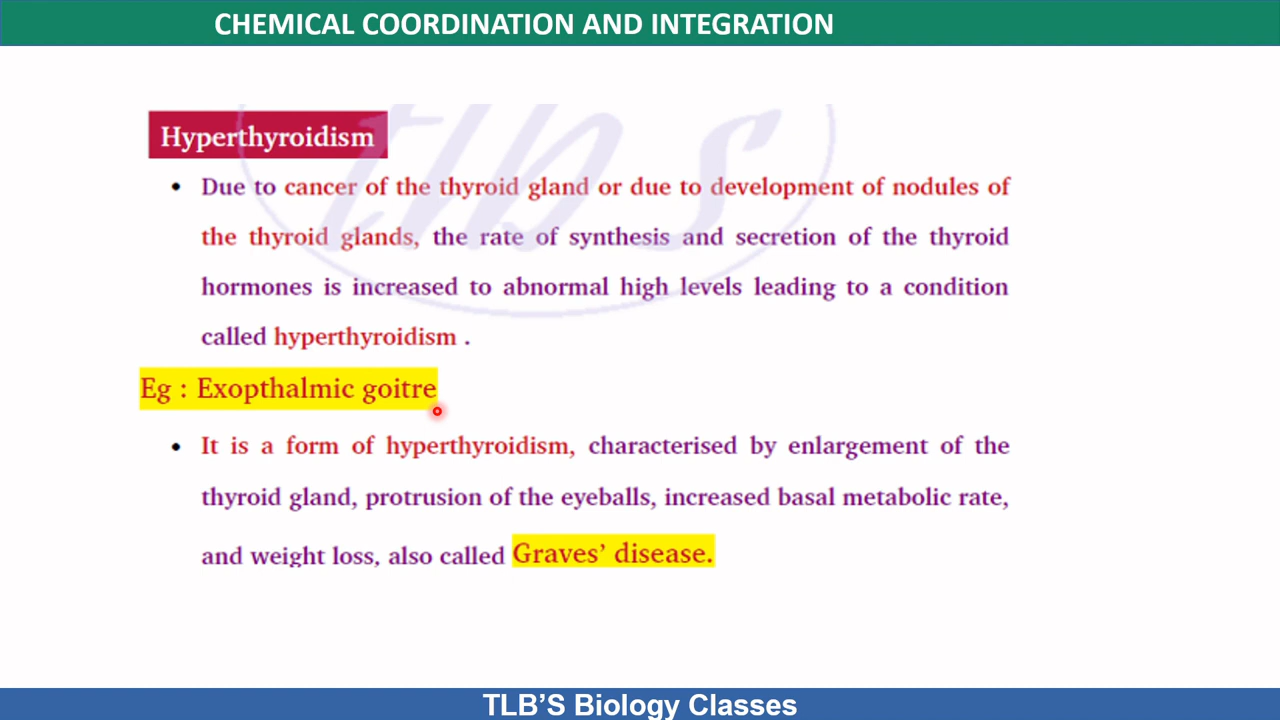 CHEMICAL COORDINATION AND INTEGRATION
tlbs
Hyperthyroidism
• Due to cancer of the thyroid gland or due to development of nodules of
the thyroid glands, the rate of synthesis and secretion of the thyroid
hormones is increased to abnormal high levels leading to a condition
called hyperthyroidism .
Eg : Exopthalmic goitre
• It is a form of hyperthyroidism, characterised by enlargement of the
thyroid gland, protrusion of the eyeballs, increased basal metabolic rate,
and weight loss, also called Graves’ disease.
TLB’S Biology Classes